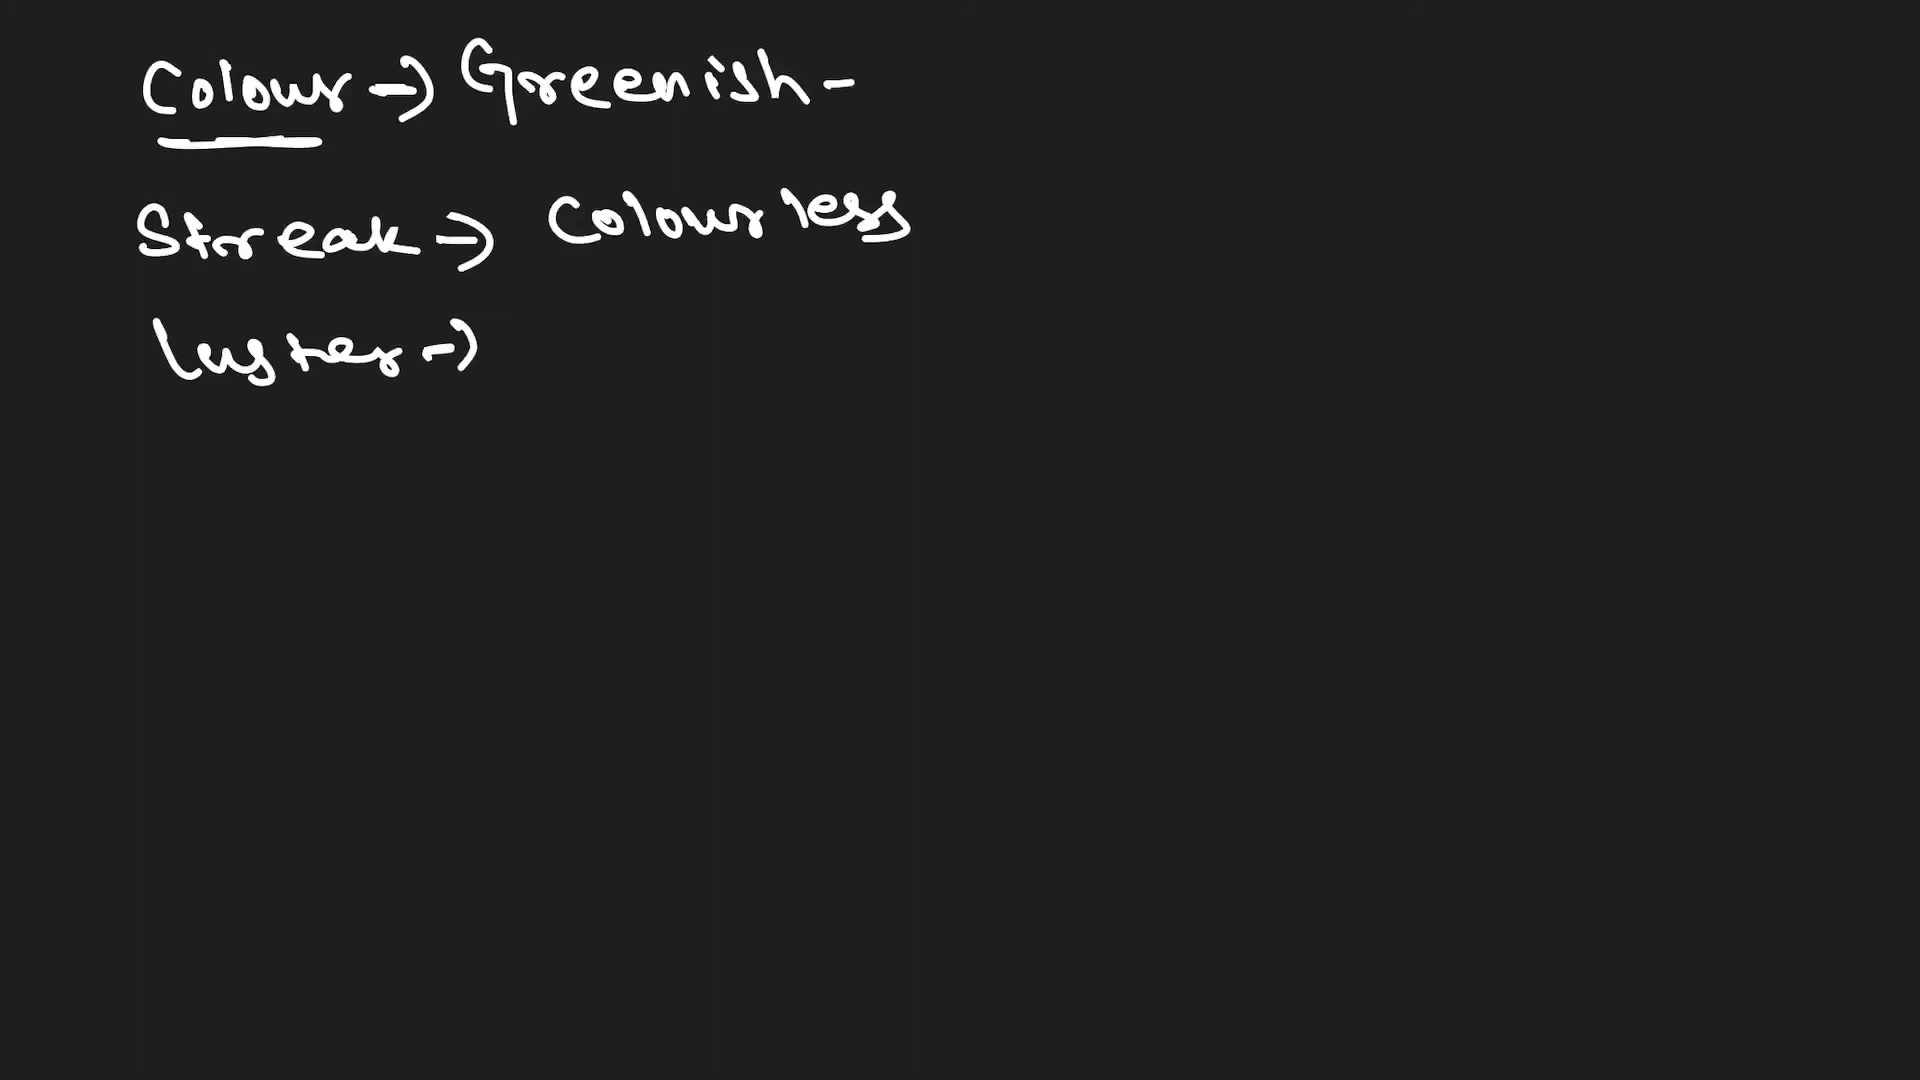 Colour → Greenish -
Streak → Colourless
luster →